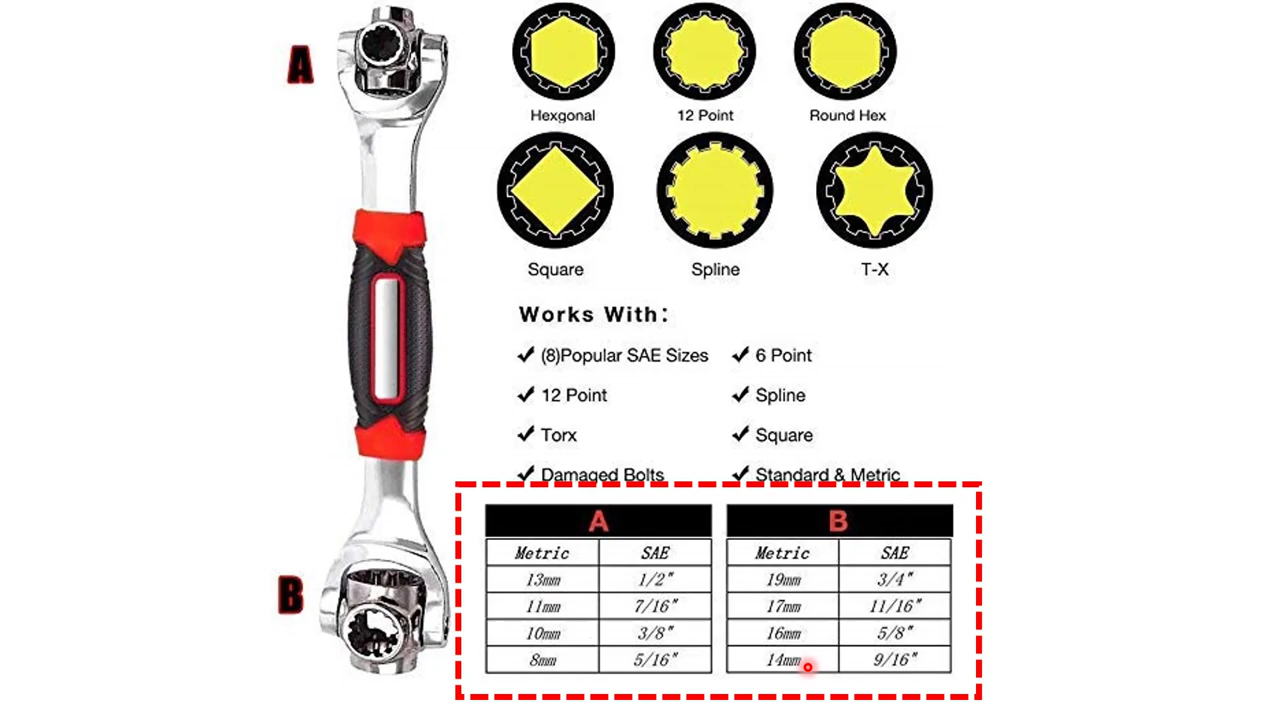 A
Hexgonal 12 Point Round Hex
Square Spline T-X
Works With:
(8)Popular SAE Sizes 6 Point
12 Point Spline
Torx Square
Damaged Bolts Standard & Metric
A B
Metric SAE Metric SAE
13mm 1/2" 19mm 3/4"
11mm 7/16" 17mm 11/16"
B
10mm 3/8" 16mm 5/8"
8mm 5/16" 14mm 9/16"